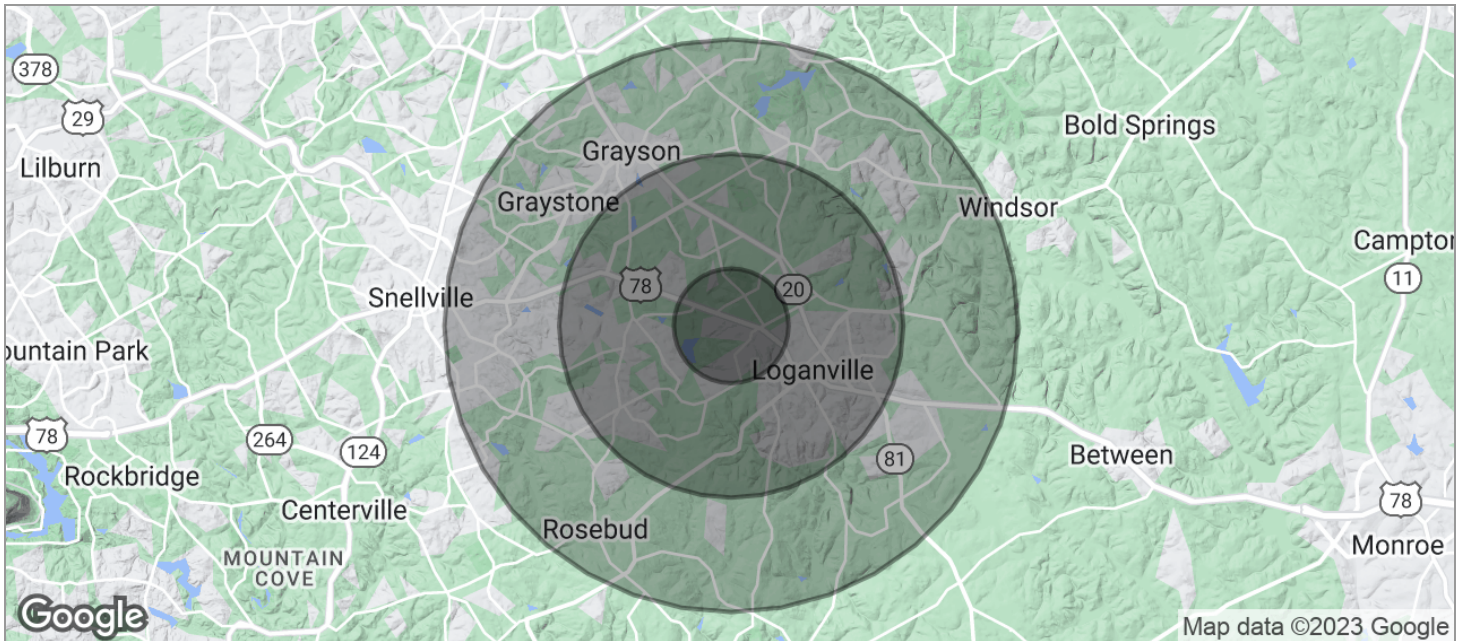 378
29
Lilburn
Bold Springs
Grayson
Graystone
Windsor
Campton
11
78
20
Snellville
ountain Park
Loganville
78
264
124
81
Between
Rockbridge
Centerville
Rosebud
78
MOUNTAIN
COVE
Monroe
Google
Map data ©2023 Google